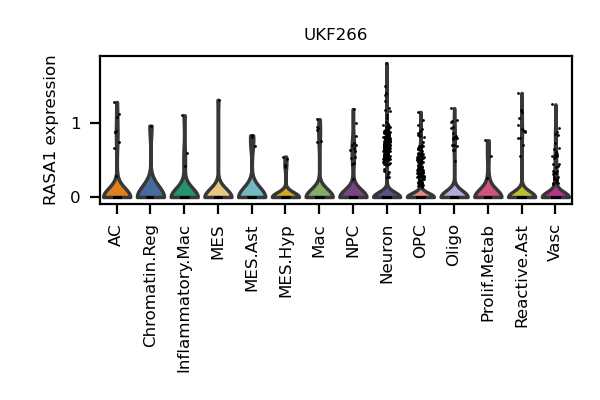 UKF266
RASA1 expression
1
0
AC
Chromatin.Reg
Inflammatory.Mac
MES
MES.Ast
MES.Hyp
Mac
NPC
Neuron
OPC
Oligo
Prolif.Metab
Reactive.Ast
Vasc